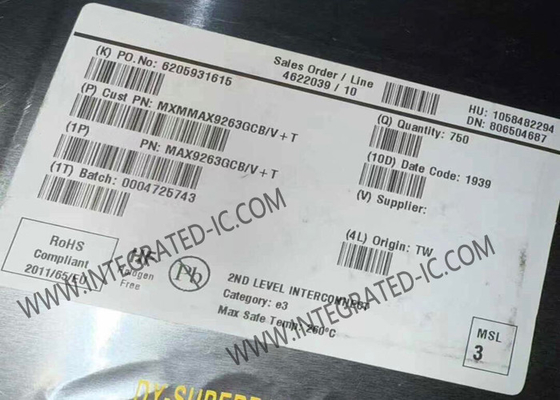 (K) PO.No: 6205931615
Sales Order / Line
4622039 / 10
HU: 1058482294
DN: 806504687
(P) Cust PN: MXMMAX9263GCB/V+T
(Q) Quantity: 750
(1P) PN: MAX9263GCB/V+T
(10D) Date Code: 1939
(1T) Batch: 0004725743
(V) Supplier:
(4L) Origin: TW
RoHS
Compliant
2011/65/EU
Halogen
Free
Pb
2ND LEVEL INTERCONNECT
Category: e3
Max Safe Temp: 260°C
MSL
3
WWW.INTEGRATED-IC.COM
WWW.INTEGRATED-IC.COM